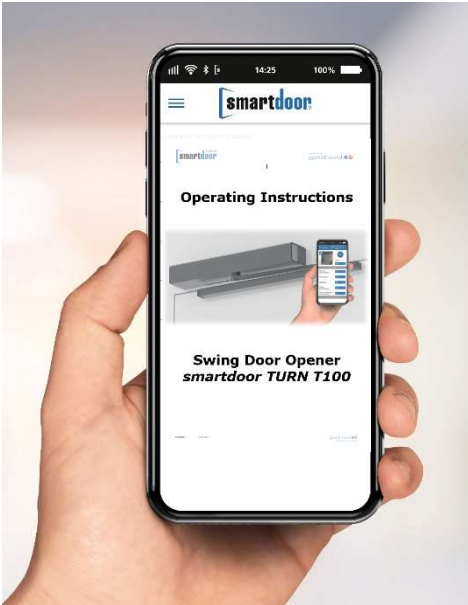 14:25
100%
smartdoor
smartdoor
Operating Instructions
Swing Door Opener
smartdoor TURN T100